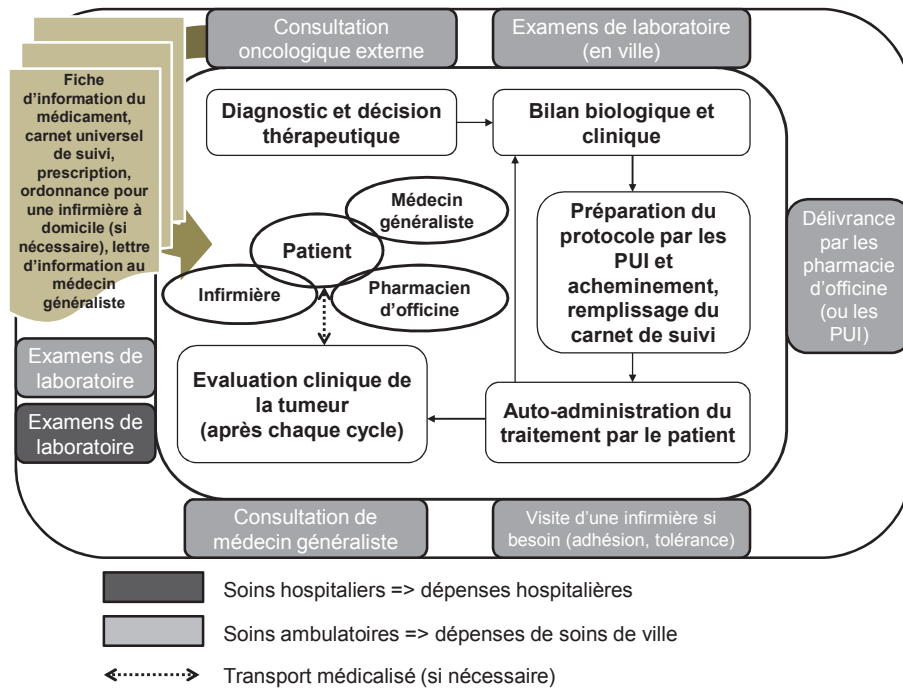 Consultation
oncologique externe
Examens de laboratoire
(en ville)
Fiche
d'information du
médicament,
carnet universel
de suivi,
prescription,
ordonnance pour
une infirmière à
domicile (si
nécessaire), lettre
d'information au
médecin
généraliste
Diagnostic et décision
thérapeutique
Bilan biologique et
clinique
Médecin
généraliste
Patient
Infirmière
Pharmacien
d'officine
Préparation du
protocole par les
PUI et
acheminement,
remplissage du
carnet de suivi
Délivrance
par les
pharmacie
d'officine
(ou les
PUI)
Examens de
laboratoire
Examens de
laboratoire
Evaluation clinique de
la tumeur
(après chaque cycle)
Auto-administration du
traitement par le patient
Consultation de
médecin généraliste
Visite d'une infirmière si
besoin (adhésion, tolérance)
Soins hospitaliers => dépenses hospitalières
Soins ambulatoires => dépenses de soins de ville
Transport médicalisé (si nécessaire)